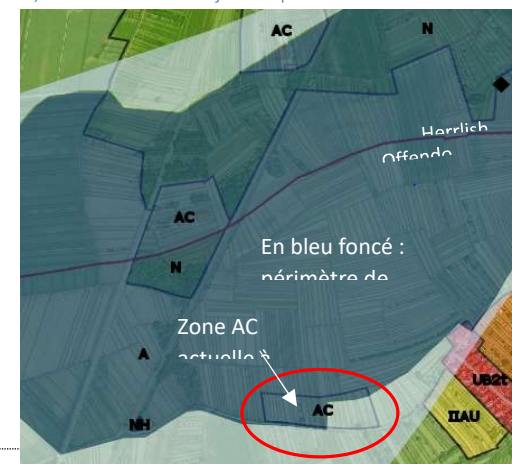 AC
N
Herrlish
Offendo
AC
En bleu foncé :
périmètre de
N
Zone AC
actuelle à
A
UB2t
AC
IIAU
NH